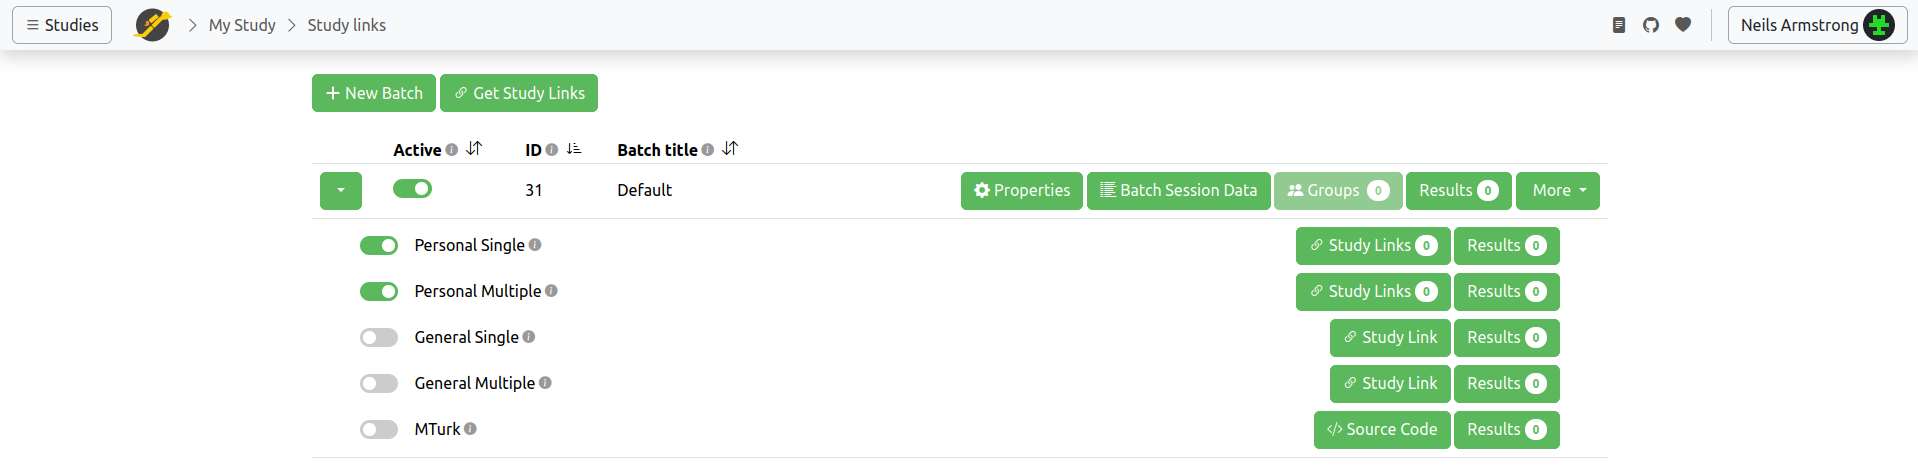 Studies My Study Study links Neils Armstrong
New Batch Get Study Links
Active ID Batch title
31 Default Properties Batch Session Data Groups 0 Results 0 More
Personal Single Study Links 0 Results 0
Personal Multiple Study Links 0 Results 0
General Single Study Link Results 0
General Multiple Study Link Results 0
MTurk </> Source Code Results 0